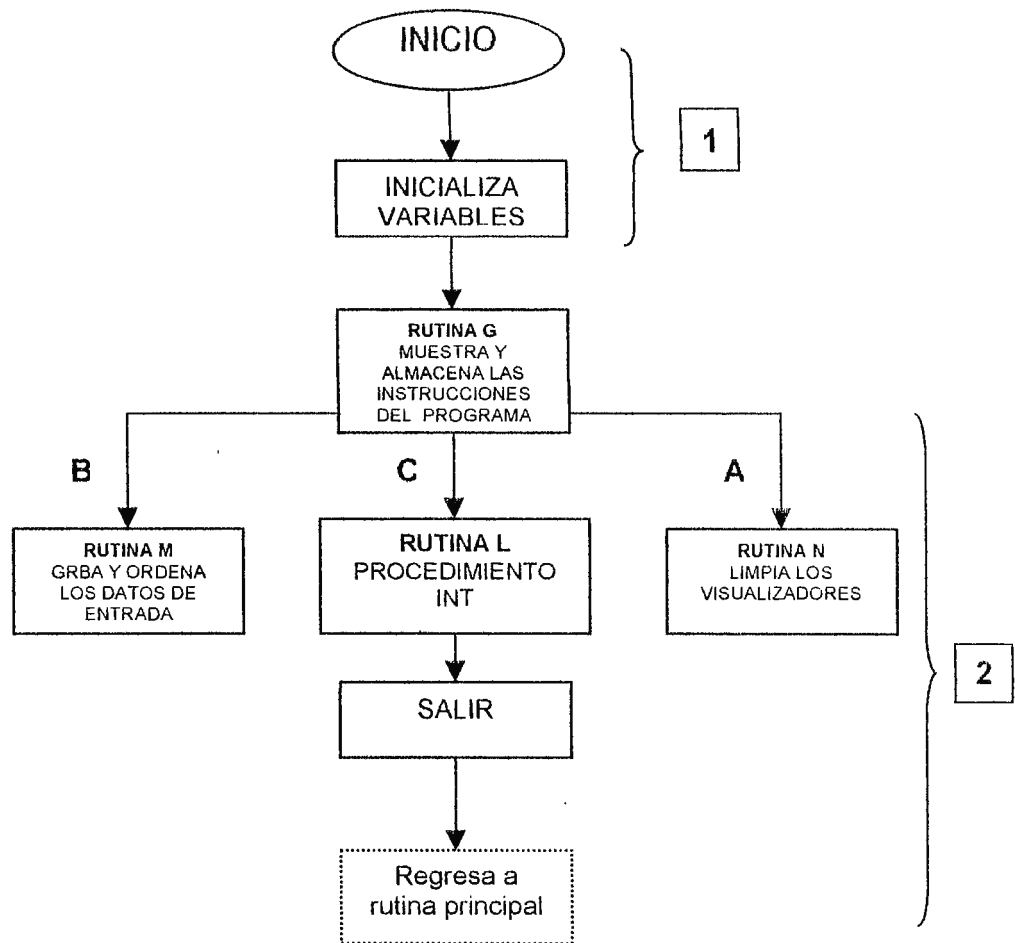 INICIO
1
INICIALIZA
VARIABLES
RUTINA G
MUESTRA Y
ALMACENA LAS
INSTRUCCIONES
DEL PROGRAMA
B
C
A
RUTINA M
GRBA Y ORDENA
LOS DATOS DE
ENTRADA
RUTINA L
PROCEDIMIENTO
INT
RUTINA N
LIMPIA LOS
VISUALIZADORES
2
SALIR
Regresa a
rutina principal